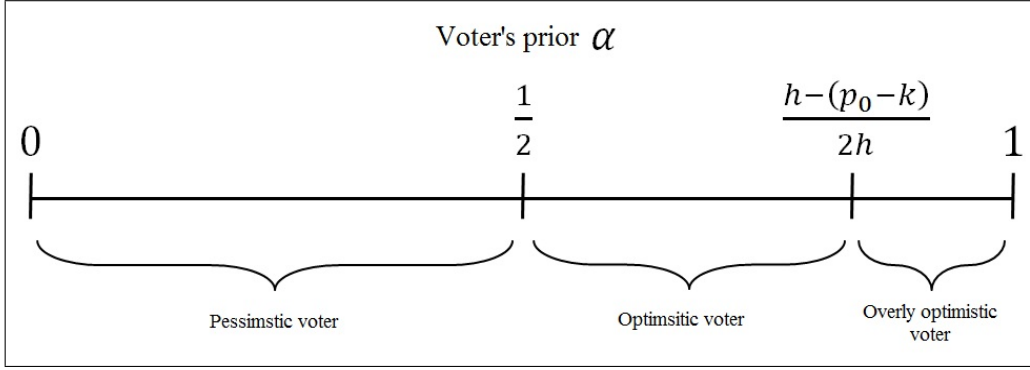 Voter's prior α
0
1/2
h−(p₀−k)/2h
1
Pessimstic voter
Optimsitic voter
Overly optimistic
voter